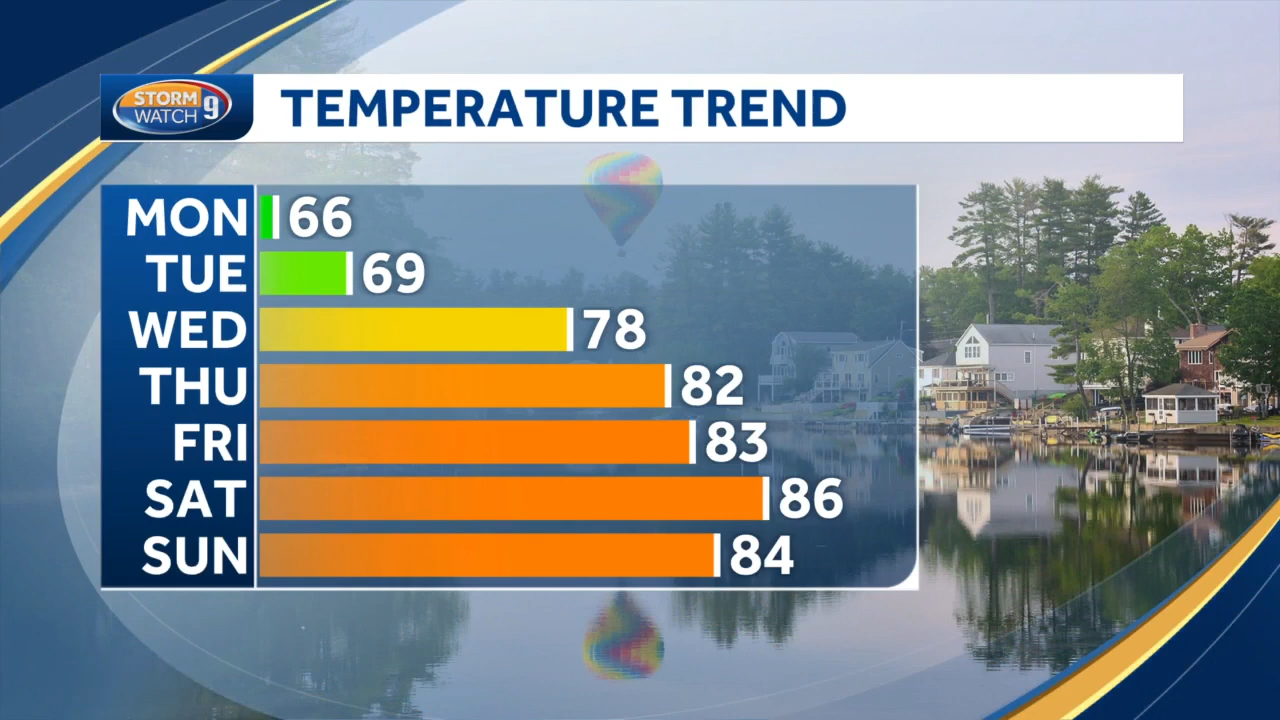 STORM
WATCH 9
TEMPERATURE TREND
MON 66
TUE 69
WED 78
THU 82
FRI 83
SAT 86
SUN 84